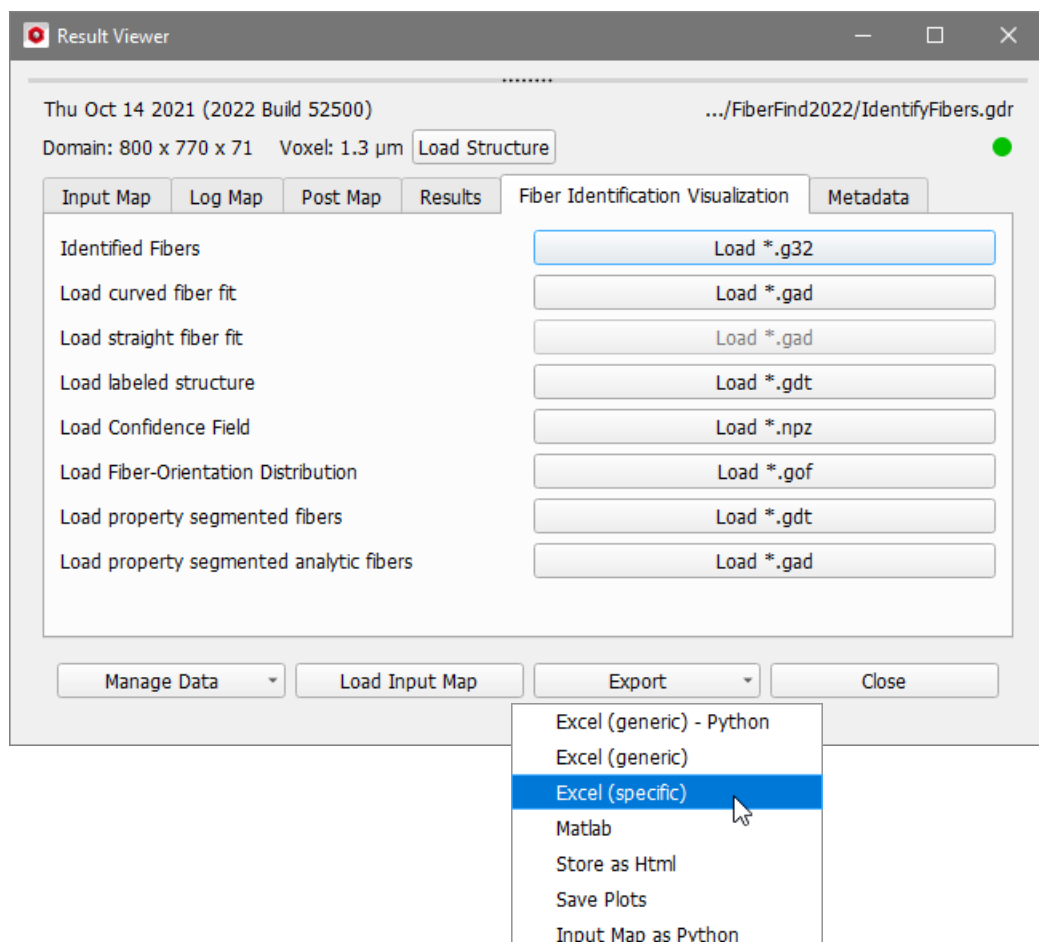 Result Viewer
Thu Oct 14 2021 (2022 Build 52500) .../FiberFind2022/IdentifyFibers.gdr
Domain: 800 x 770 x 71 Voxel: 1.3 µm Load Structure
Input Map Log Map Post Map Results Fiber Identification Visualization Metadata
Identified Fibers Load *.g32
Load curved fiber fit Load *.gad
Load straight fiber fit Load *.gad
Load labeled structure Load *.gdt
Load Confidence Field Load *.npz
Load Fiber-Orientation Distribution Load *.gof
Load property segmented fibers Load *.gdt
Load property segmented analytic fibers Load *.gad
Manage Data Load Input Map Export Close
Excel (generic) - Python
Excel (generic)
Excel (specific)
Matlab
Store as Html
Save Plots
Input Map as Python